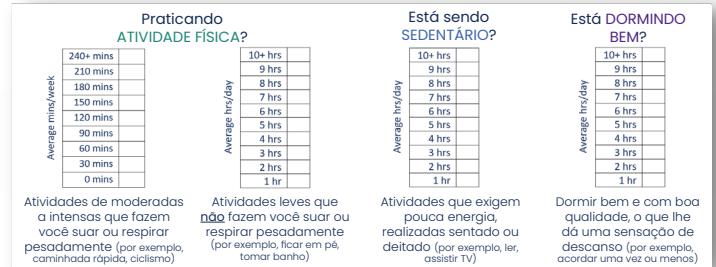 Praticando
ATIVIDADE FÍSICA?
Average mins/week
240+ mins
210 mins
180 mins
150 mins
120 mins
90 mins
60 mins
30 mins
0 mins
Atividades de moderadas
a intensas que fazem
você suar ou respirar
pesadamente (por exemplo,
caminhada rápida, ciclismo)
Average hrs/day
10+ hrs
9 hrs
8 hrs
7 hrs
6 hrs
5 hrs
4 hrs
3 hrs
2 hrs
1 hr
Atividades leves que
não fazem você suar ou
respirar pesadamente
(por exemplo, ficar em pé,
tomar banho)
Está sendo
SEDENTÁRIO?
Average hrs/day
10+ hrs
9 hrs
8 hrs
7 hrs
6 hrs
5 hrs
4 hrs
3 hrs
2 hrs
1 hr
Atividades que exigem
pouca energia,
realizadas sentado ou
deitado (por exemplo, ler,
assistir TV)
Está DORMINDO
BEM?
Average hrs/day
10+ hrs
9 hrs
8 hrs
7 hrs
6 hrs
5 hrs
4 hrs
3 hrs
2 hrs
1 hr
Dormir bem e com boa
qualidade, o que lhe
dá uma sensação de
descanso (por exemplo,
acordar uma vez ou menos)